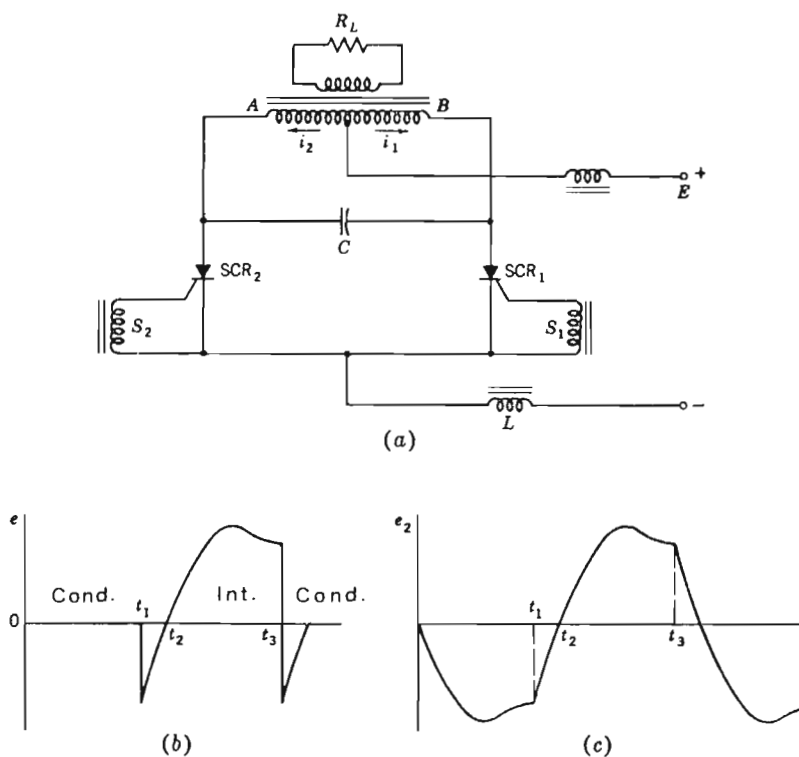 R_L
A B
i_2 i_1
+
E
C
SCR_2 SCR_1
S_2 S_1
−
L
(a)
e
Cond. Int. Cond.
t_1
0
t_2 t_3
(b)
e_2
t_1
t_2 t_3
(c)